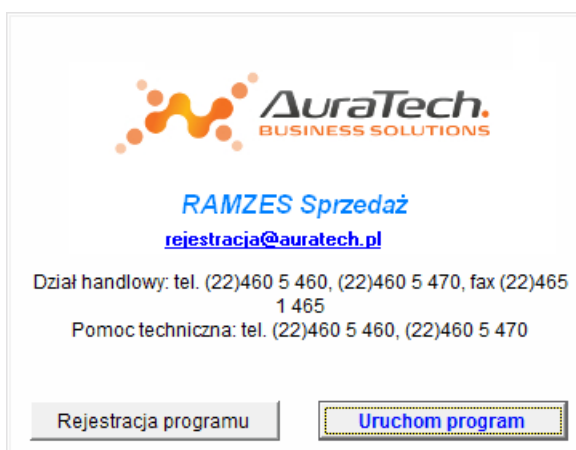 AuraTech.
BUSINESS SOLUTIONS
RAMZES Sprzedaż
rejestracja@auratech.pl
Dział handlowy: tel. (22)460 5 460, (22)460 5 470, fax (22)465
1 465
Pomoc techniczna: tel. (22)460 5 460, (22)460 5 470
Rejestracja programu Uruchom program